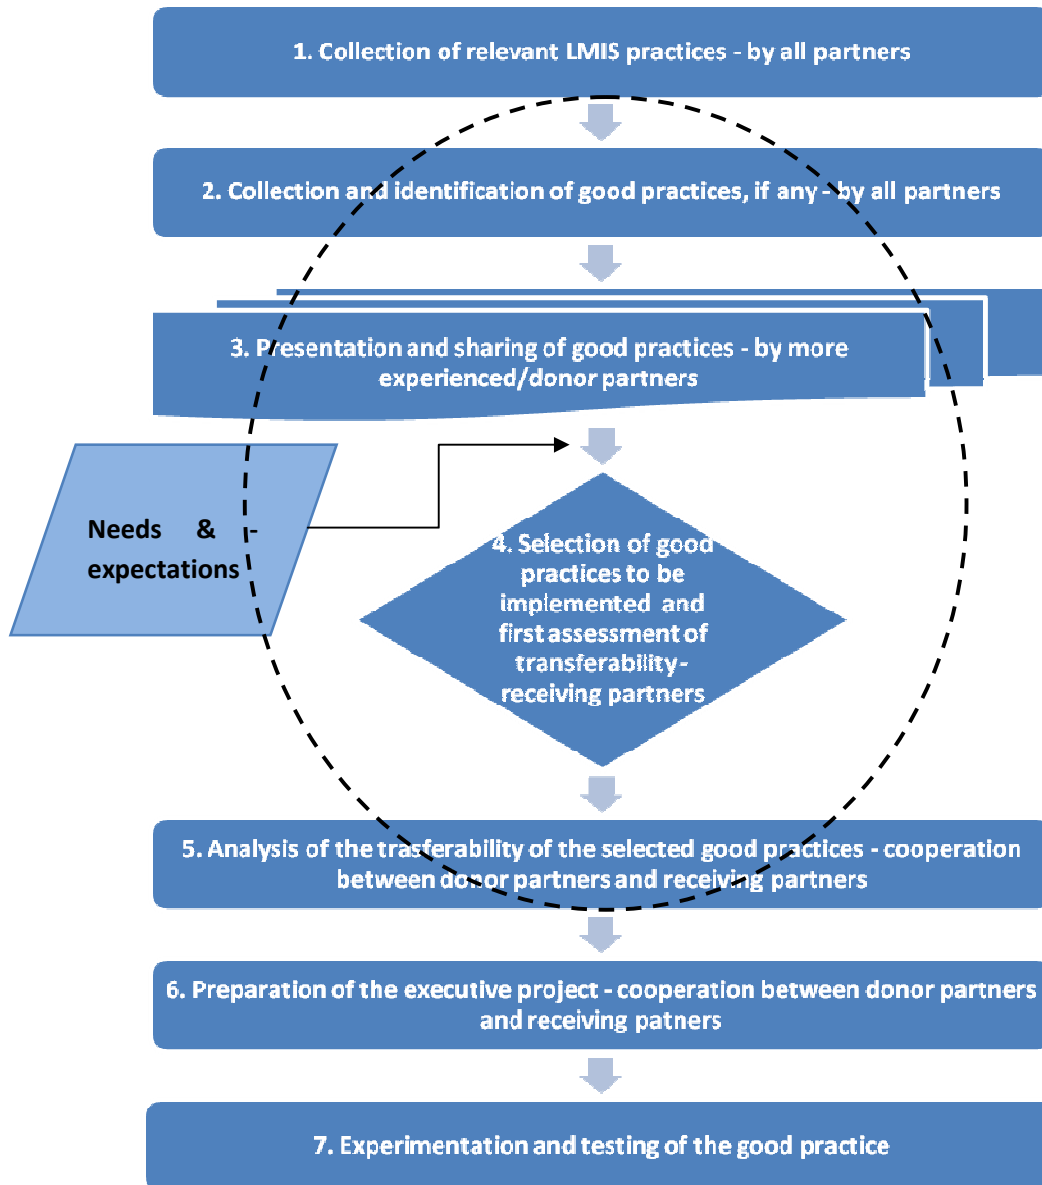 1. Collection of relevant LMIS practices - by all partners
2. Collection and identification of good practices, if any - by all partners
3. Presentation and sharing of good practices - by more
experienced/donor partners
Needs & -
expectations
4. Selection of good
practices to be
implemented and
first assessment of
transferability-
receiving partners
5. Analysis of the trasferability of the selected good practices - cooperation
between donor partners and receiving partners
6. Preparation of the executive project - cooperation between donor partners
and receiving patners
7. Experimentation and testing of the good practice